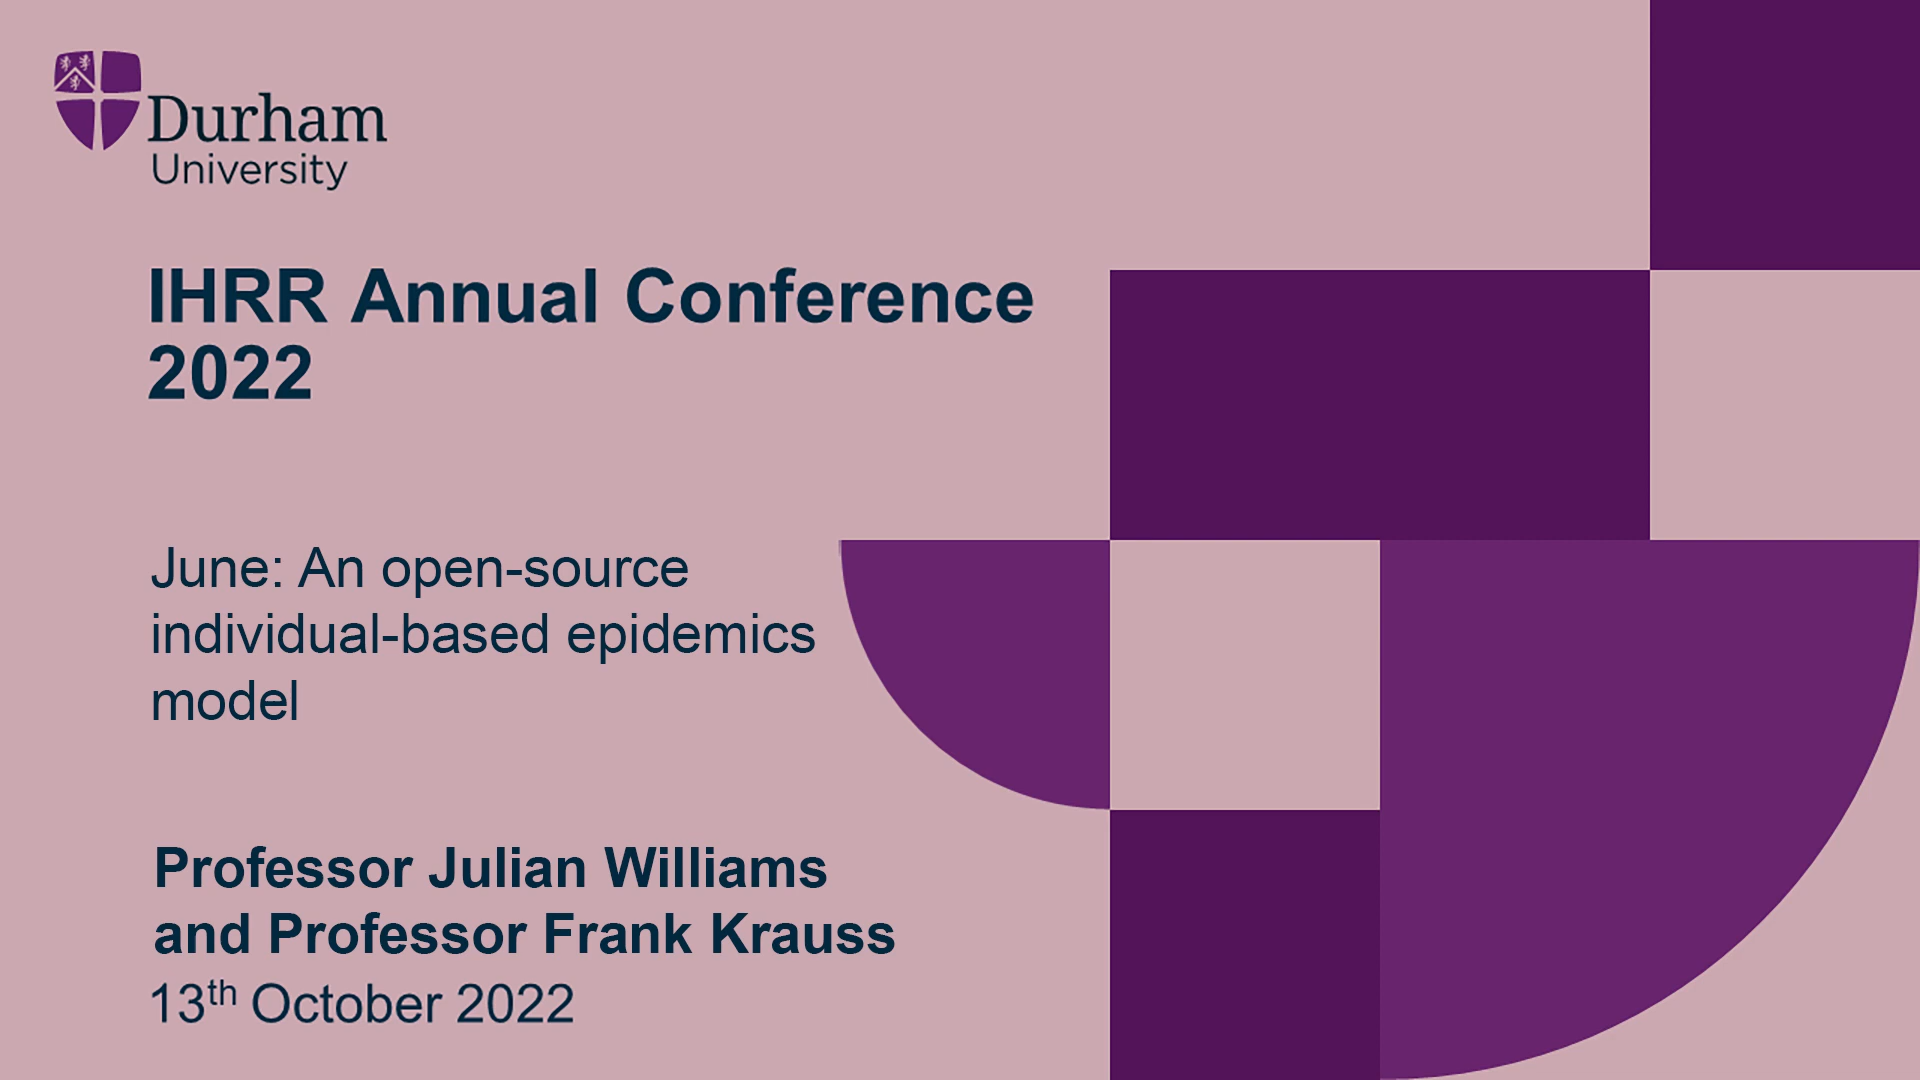 Durham
University
IHRR Annual Conference
2022
June: An open-source
individual-based epidemics
model
Professor Julian Williams
and Professor Frank Krauss
13th October 2022